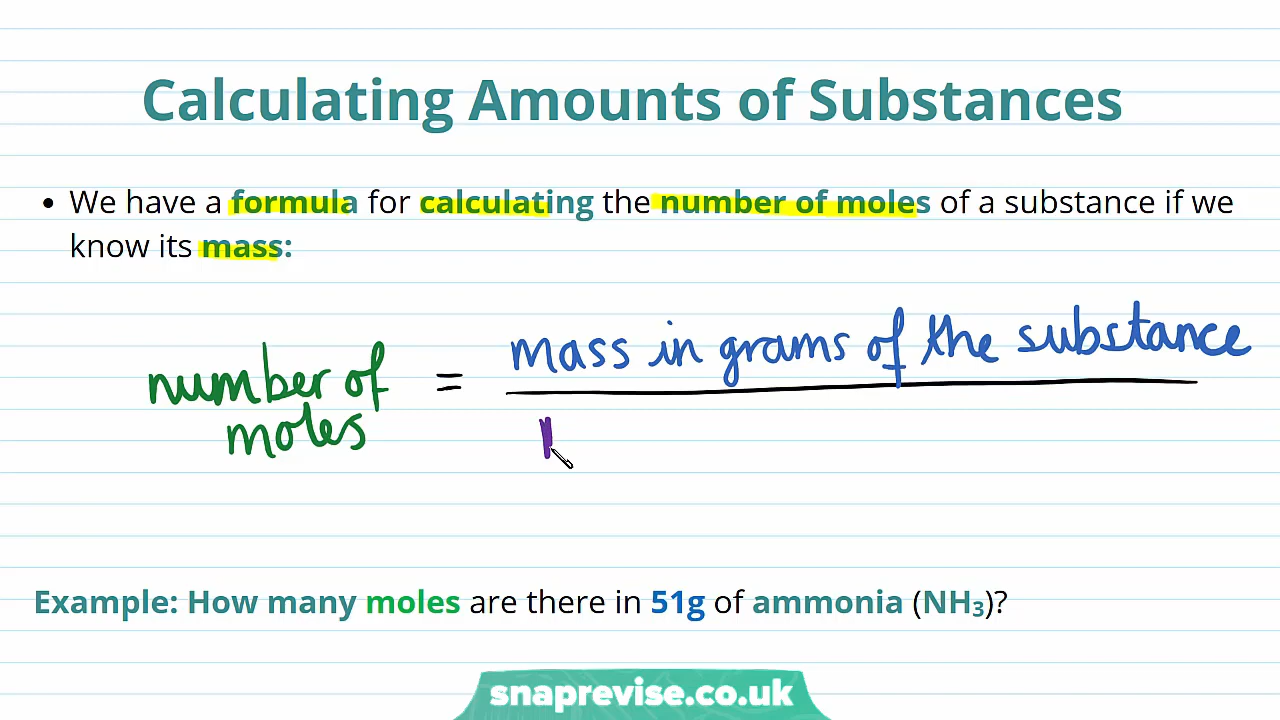 Calculating Amounts of Substances
• We have a formula for calculating the number of moles of a substance if we
know its mass:
number of moles = mass in grams of the substance
Example: How many moles are there in 51g of ammonia (NH₃)?
snaprevise.co.uk